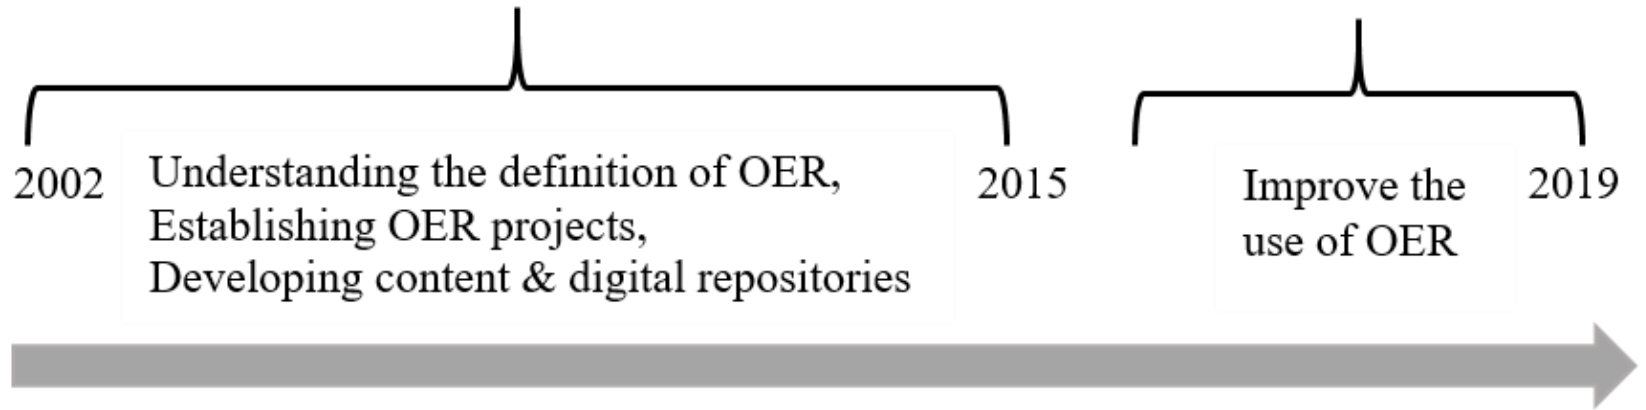 2002
Understanding the definition of OER,
Establishing OER projects,
Developing content & digital repositories
2015
Improve the
use of OER
2019